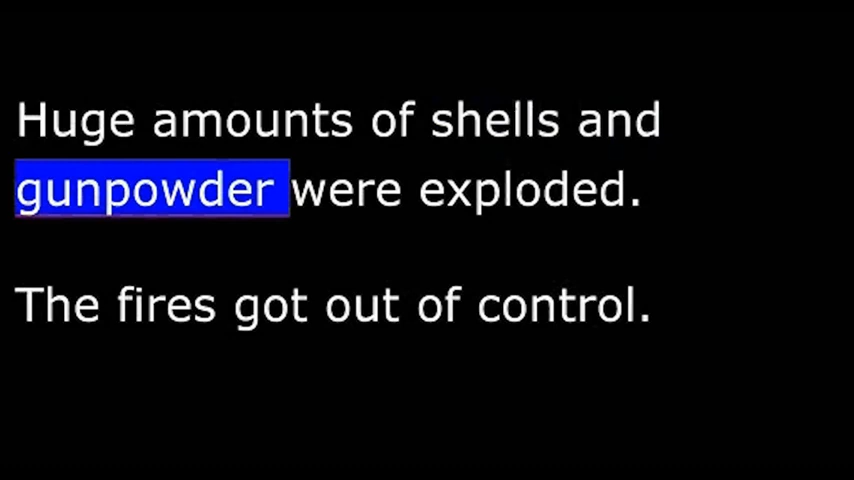 Huge amounts of shells and
gunpowder were exploded.
The fires got out of control.